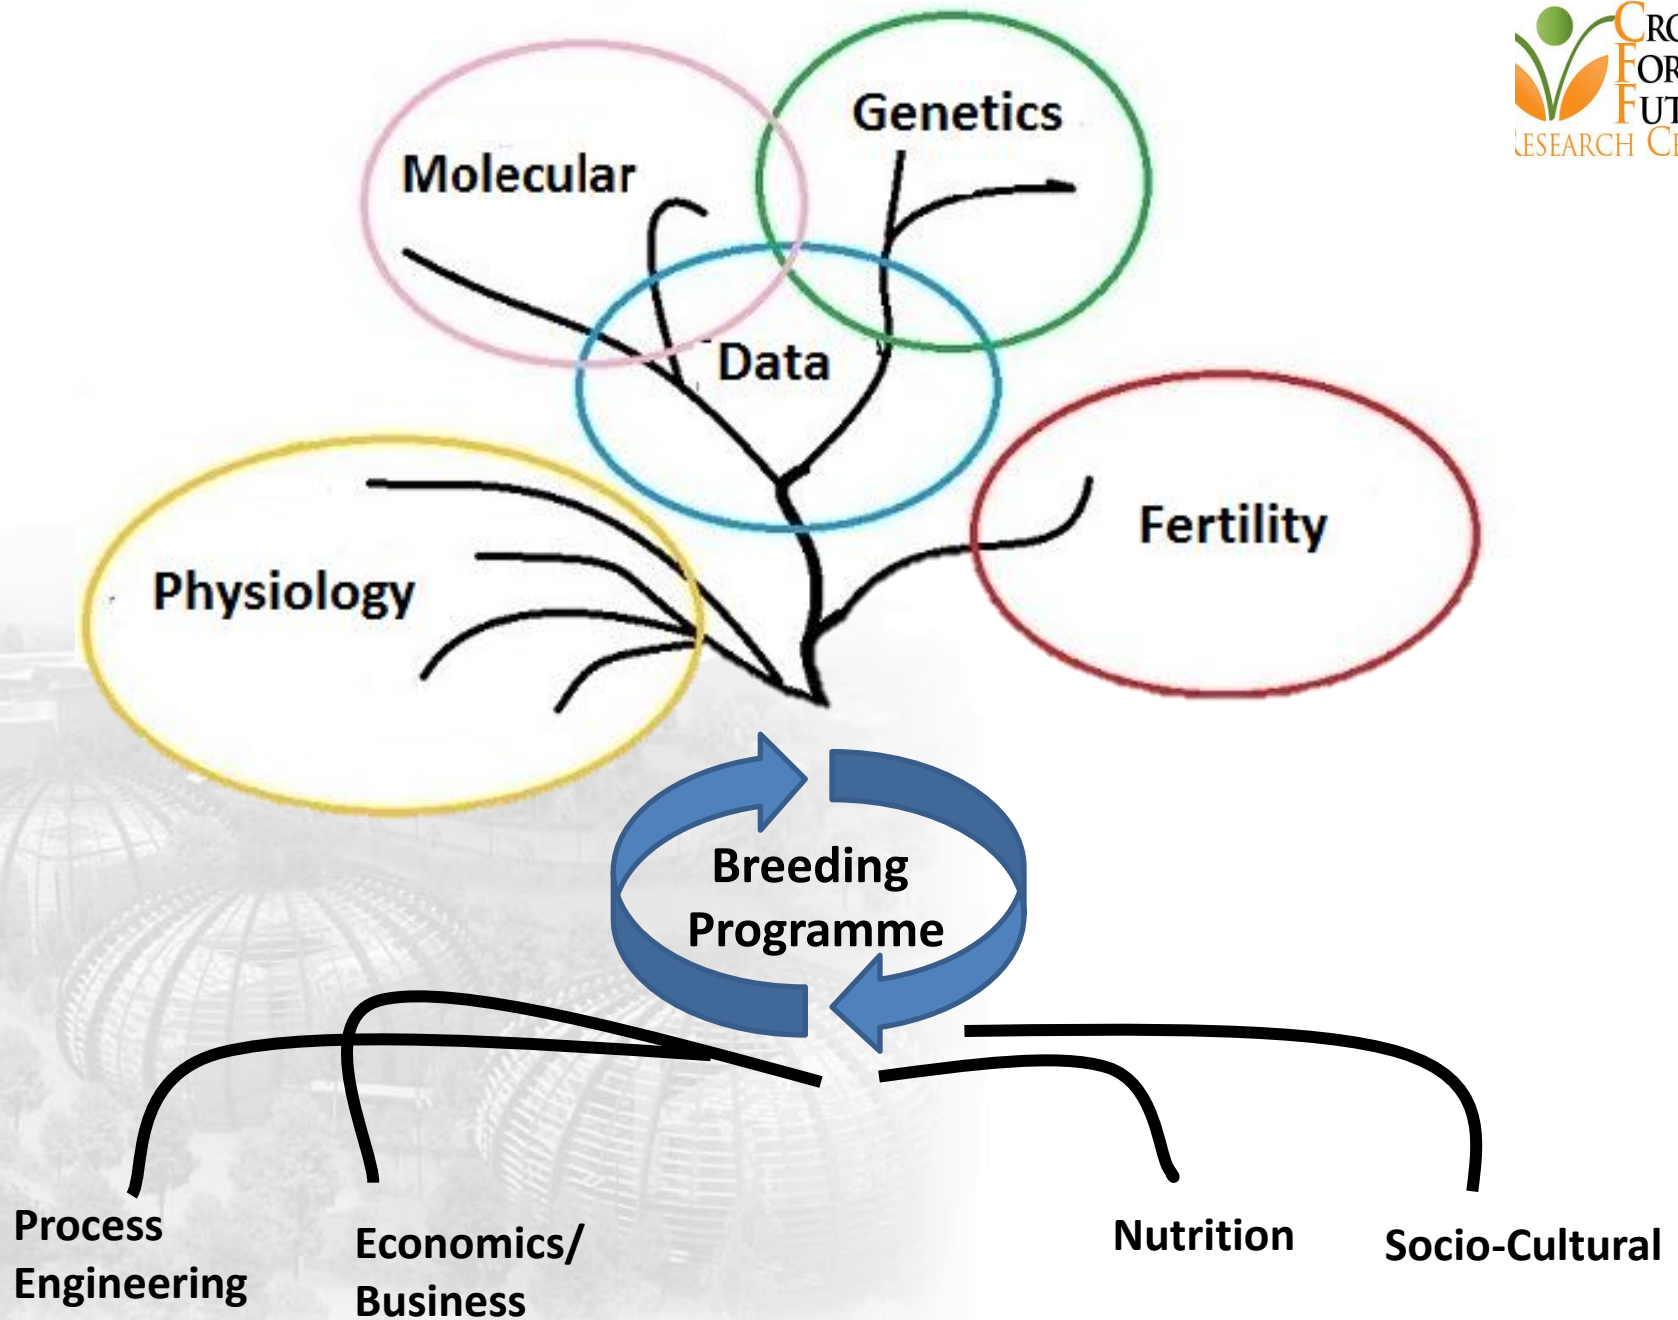 Genetics
Molecular
Data
Fertility
Physiology
Breeding
Programme
Process
Engineering
Economics/
Business
Nutrition
Socio-Cultural